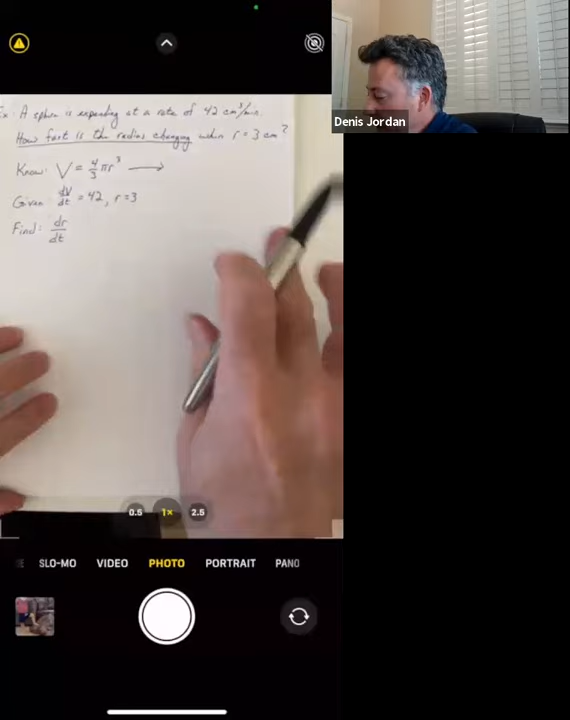 Ex: A sphere is expanding at a rate of 42 cm³/min.
How fast is the radius changing when r = 3 cm?
Know: V = 4/3 πr³ ⟶
Given: dV/dt = 42, r = 3
Find: dr/dt
Denis Jordan
0.5 1× 2.5
SLO-MO VIDEO PHOTO PORTRAIT PANO